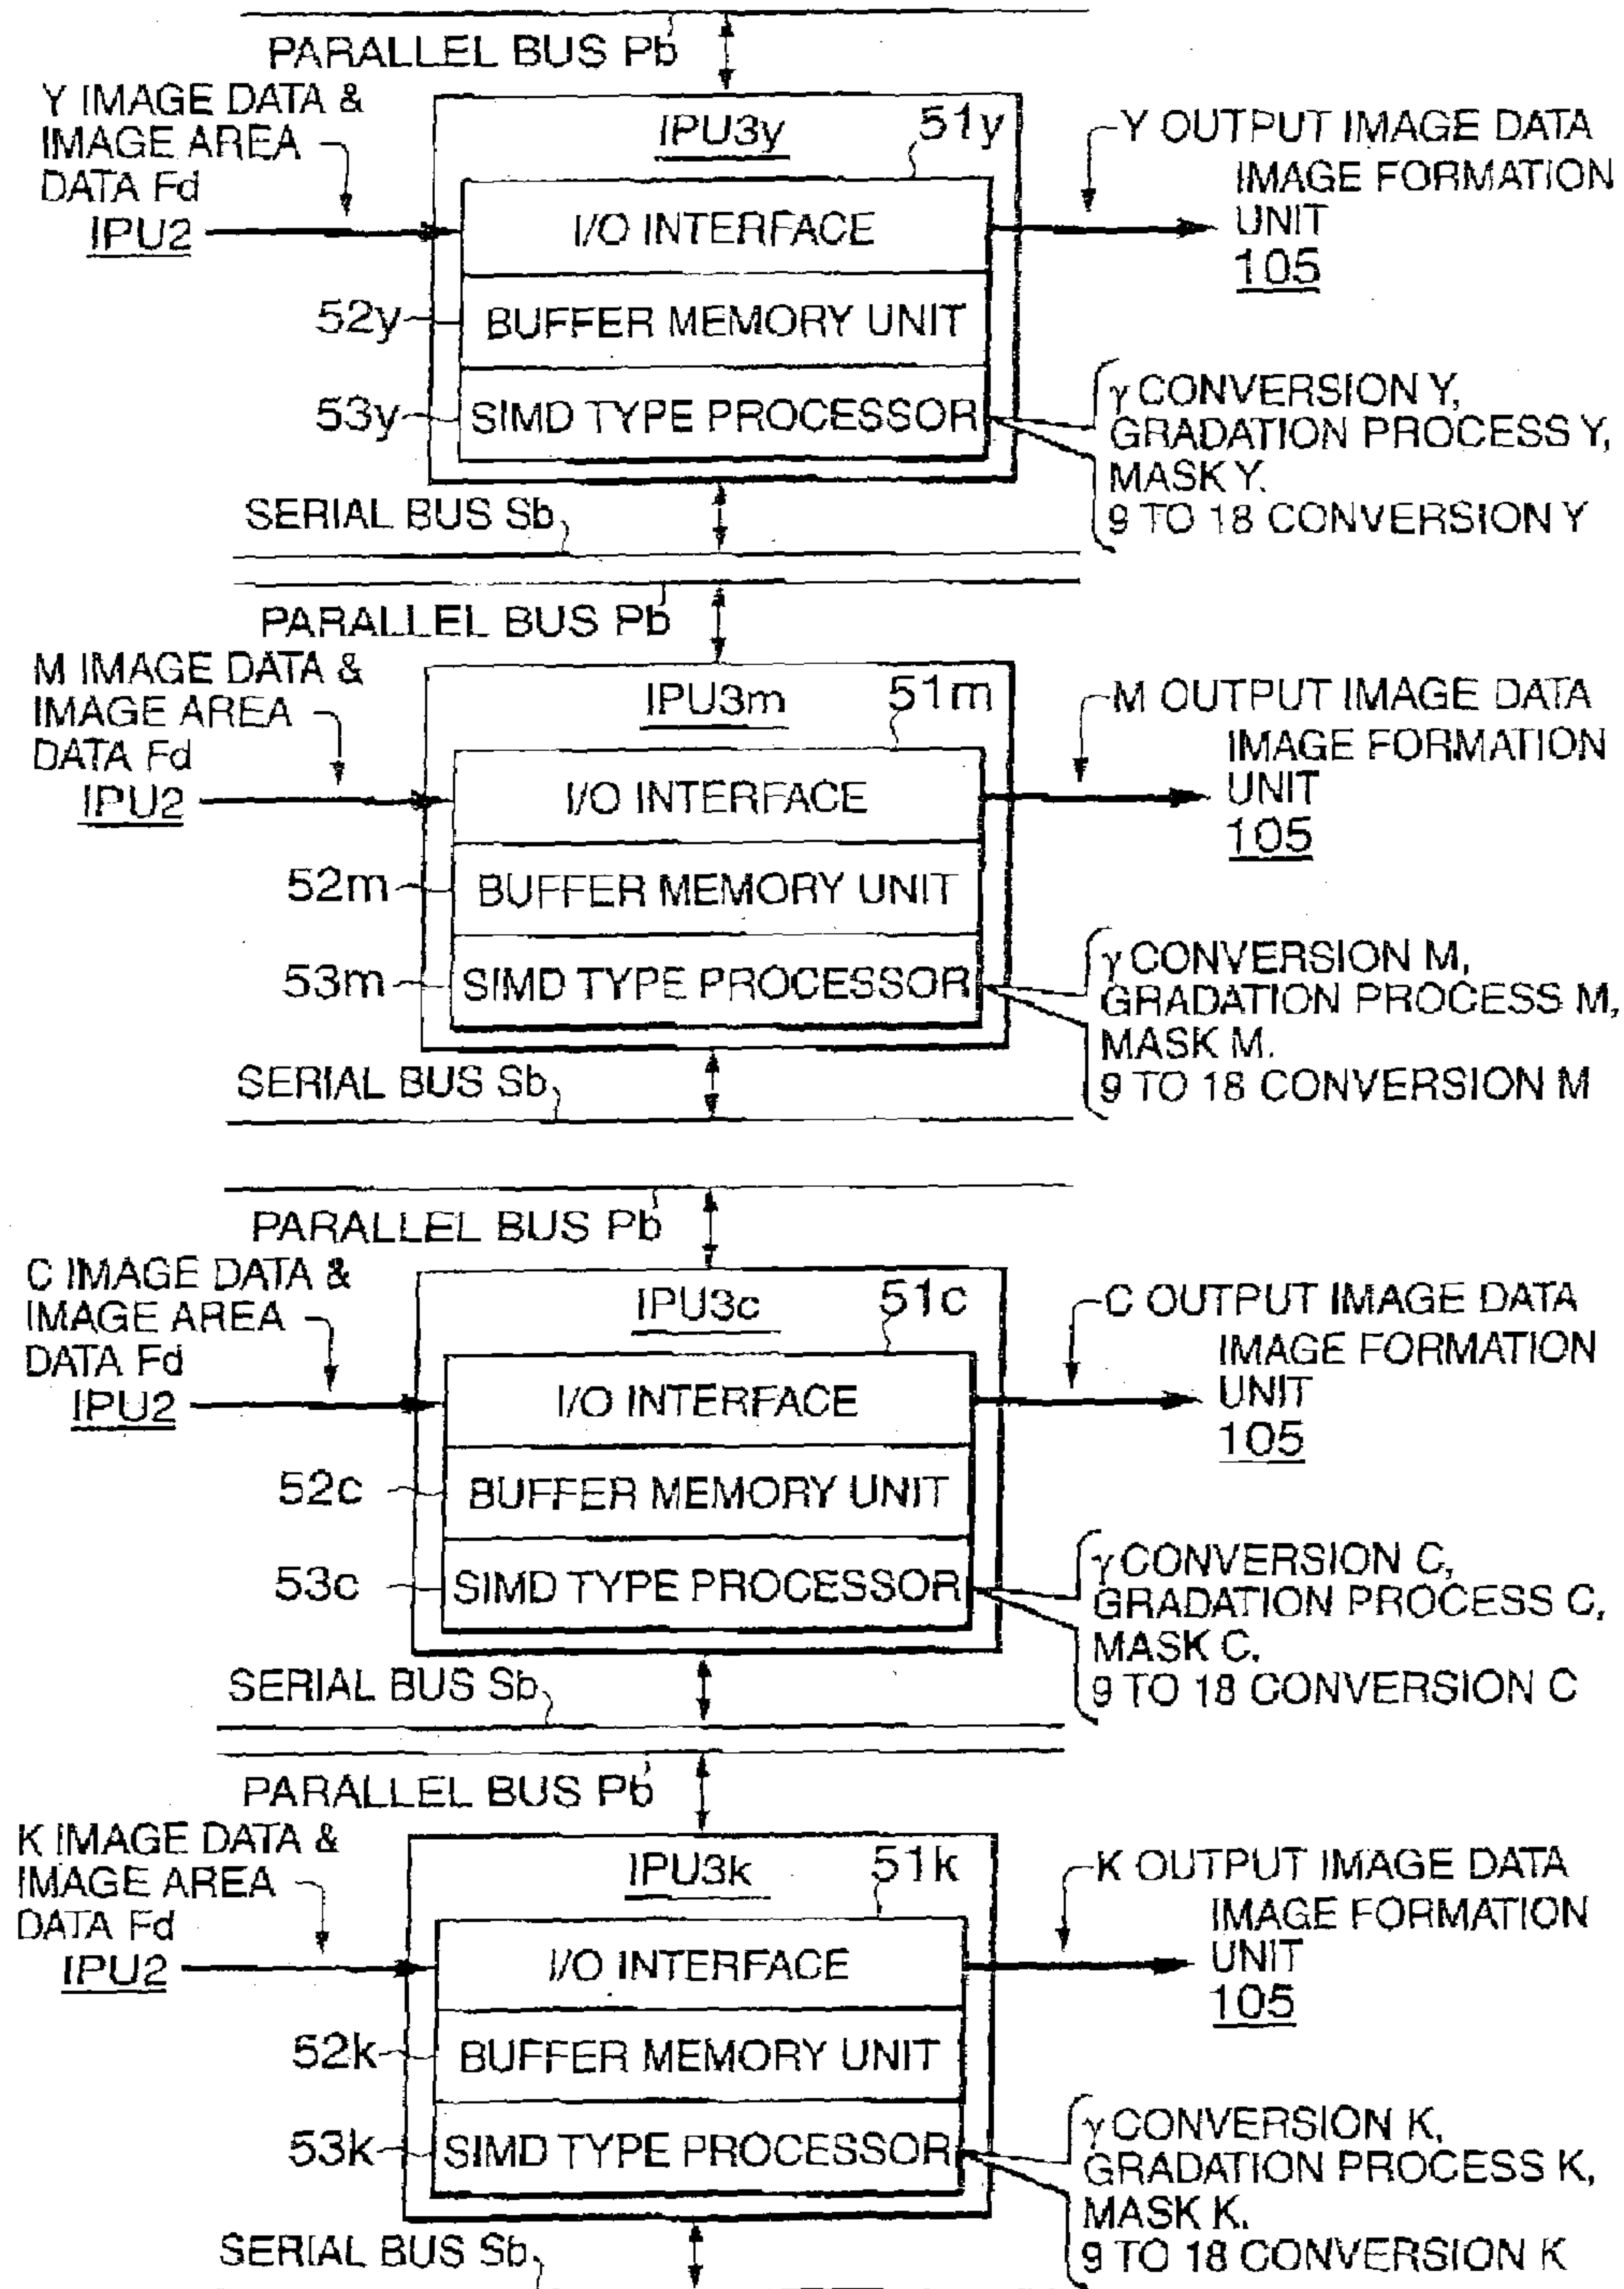 PARALLEL BUS Pb
Y IMAGE DATA &
IMAGE AREA
DATA Fd
IPU2
IPU3y
51y
I/O INTERFACE
52y
BUFFER MEMORY UNIT
53y
SIMD TYPE PROCESSOR
Y OUTPUT IMAGE DATA
IMAGE FORMATION
UNIT
105
γ CONVERSION Y,
GRADATION PROCESS Y,
MASK Y.
9 TO 18 CONVERSION Y
SERIAL BUS Sb
PARALLEL BUS Pb
M IMAGE DATA &
IMAGE AREA
DATA Fd
IPU2
IPU3m
51m
I/O INTERFACE
52m
BUFFER MEMORY UNIT
53m
SIMD TYPE PROCESSOR
M OUTPUT IMAGE DATA
IMAGE FORMATION
UNIT
105
γ CONVERSION M,
GRADATION PROCESS M,
MASK M.
9 TO 18 CONVERSION M
SERIAL BUS Sb
PARALLEL BUS Pb
C IMAGE DATA &
IMAGE AREA
DATA Fd
IPU2
IPU3c
51c
I/O INTERFACE
52c
BUFFER MEMORY UNIT
53c
SIMD TYPE PROCESSOR
C OUTPUT IMAGE DATA
IMAGE FORMATION
UNIT
105
γ CONVERSION C,
GRADATION PROCESS C,
MASK C,
9 TO 18 CONVERSION C
SERIAL BUS Sb
PARALLEL BUS Pb
K IMAGE DATA &
IMAGE AREA
DATA Fd
IPU2
IPU3k
51k
I/O INTERFACE
52k
BUFFER MEMORY UNIT
53k
SIMD TYPE PROCESSOR
K OUTPUT IMAGE DATA
IMAGE FORMATION
UNIT
105
γ CONVERSION K,
GRADATION PROCESS K,
MASK K.
9 TO 18 CONVERSION K
SERIAL BUS Sb